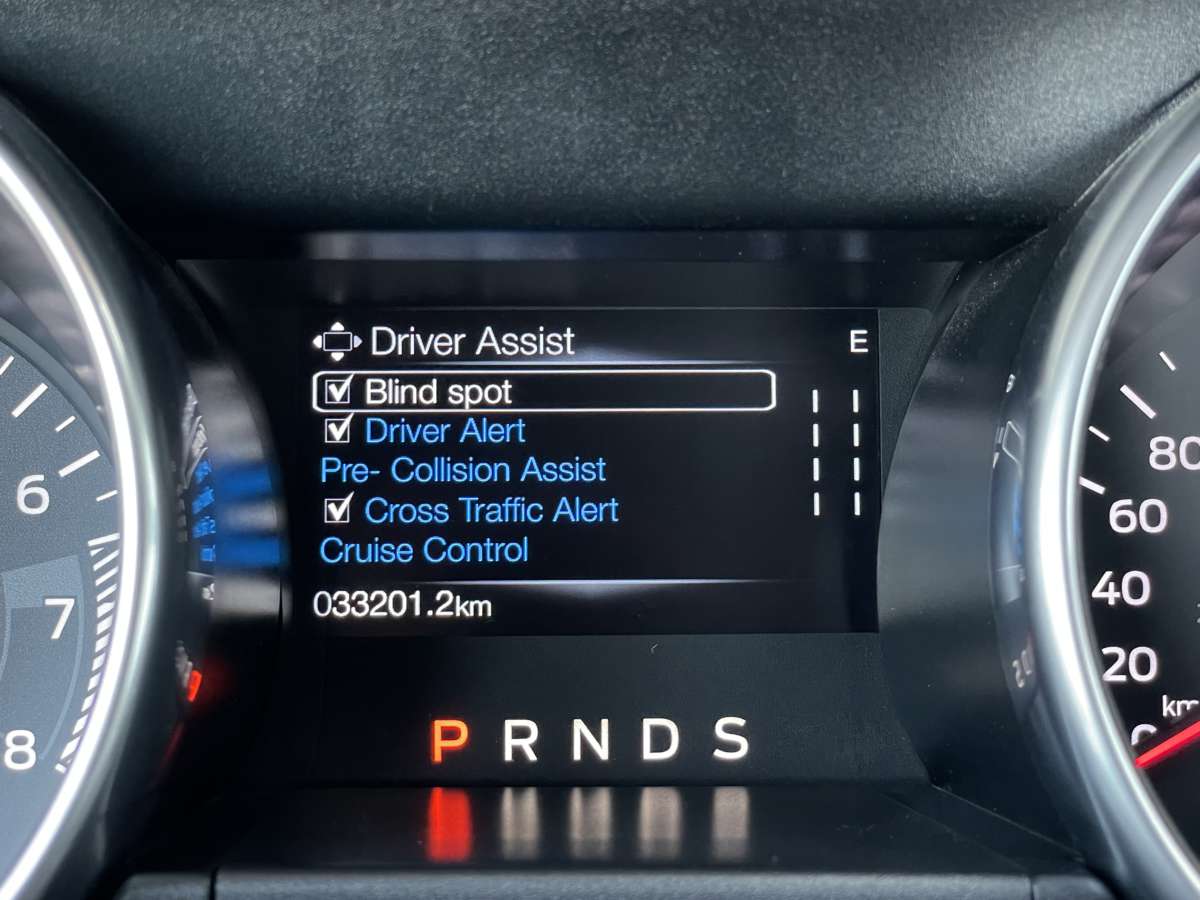 Driver Assist E
Blind spot
Driver Alert
Pre- Collision Assist
Cross Traffic Alert
Cruise Control
033201.2km
P R N D S
6
7
8
80
60
40
20
0